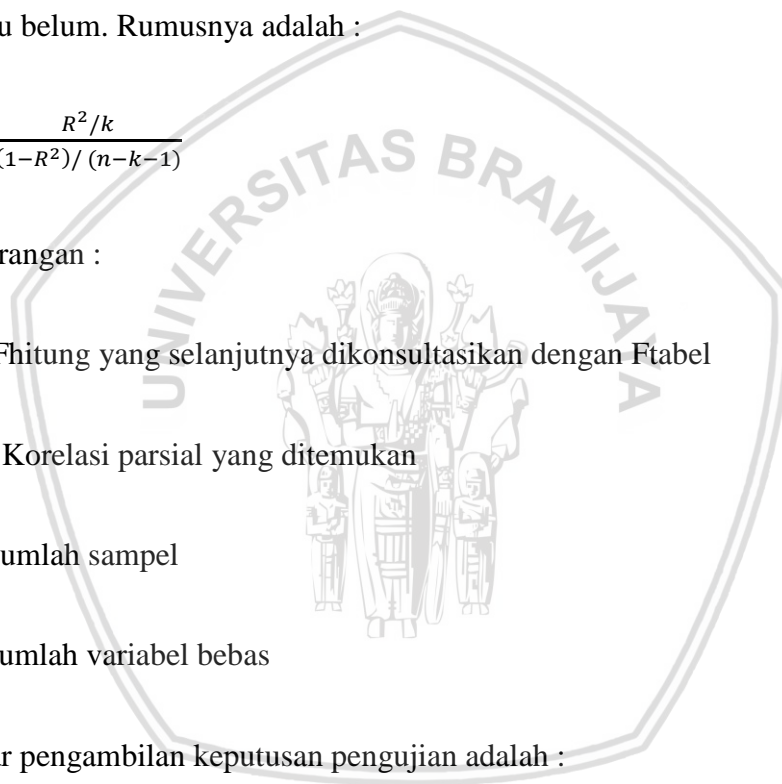 u belum. Rumusnya adalah :
R²/k
(1−R²)/ (n−k−1)
UNIVERSITAS BRAWIJAYA
rangan :
Fhitung yang selanjutnya dikonsultasikan dengan Ftabel
Korelasi parsial yang ditemukan
umlah sampel
umlah variabel bebas
r pengambilan keputusan pengujian adalah :